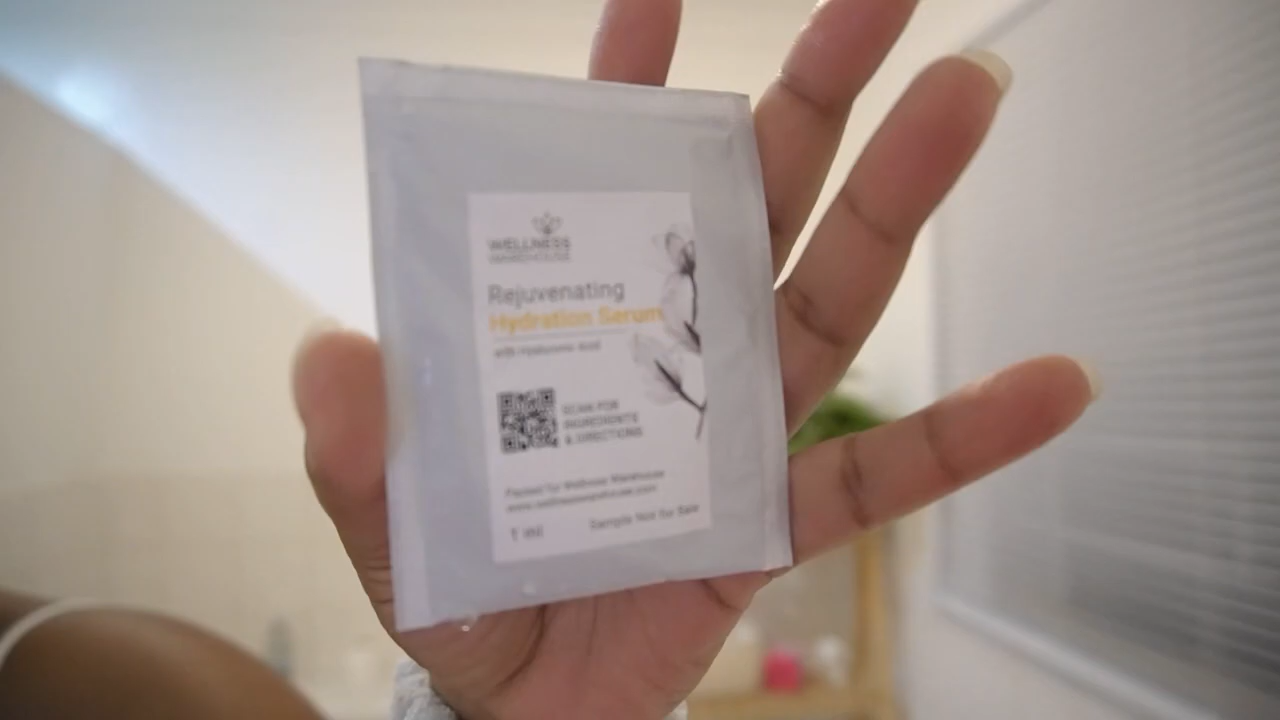 WELLNESS
WAREHOUSE
Rejuvenating
Hydration Serum
with Hyaluronic Acid
SCAN FOR
INGREDIENTS
& DIRECTIONS
Packed for Wellness Warehouse
www.wellnesswarehouse.com
1 ml
Sample Not for Sale